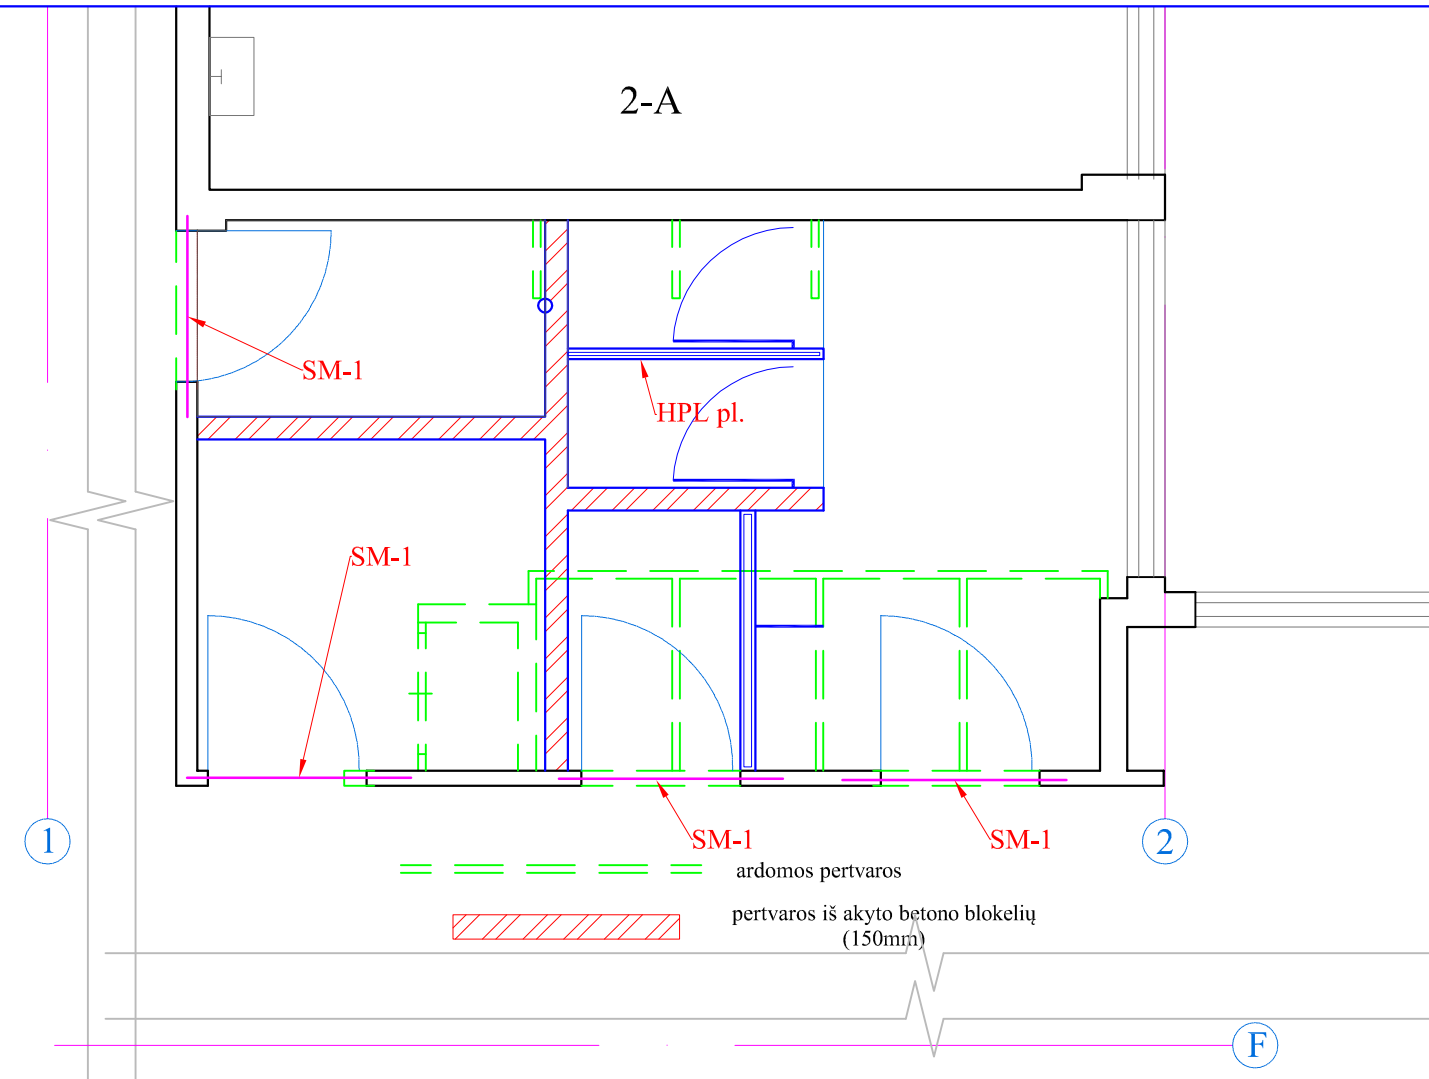 2-A
SM-1
HPL pl.
SM-1
1
SM-1
SM-1
2
ardomos pertvaros
pertvaros iš akyto betono blokelių
(150mm)
F